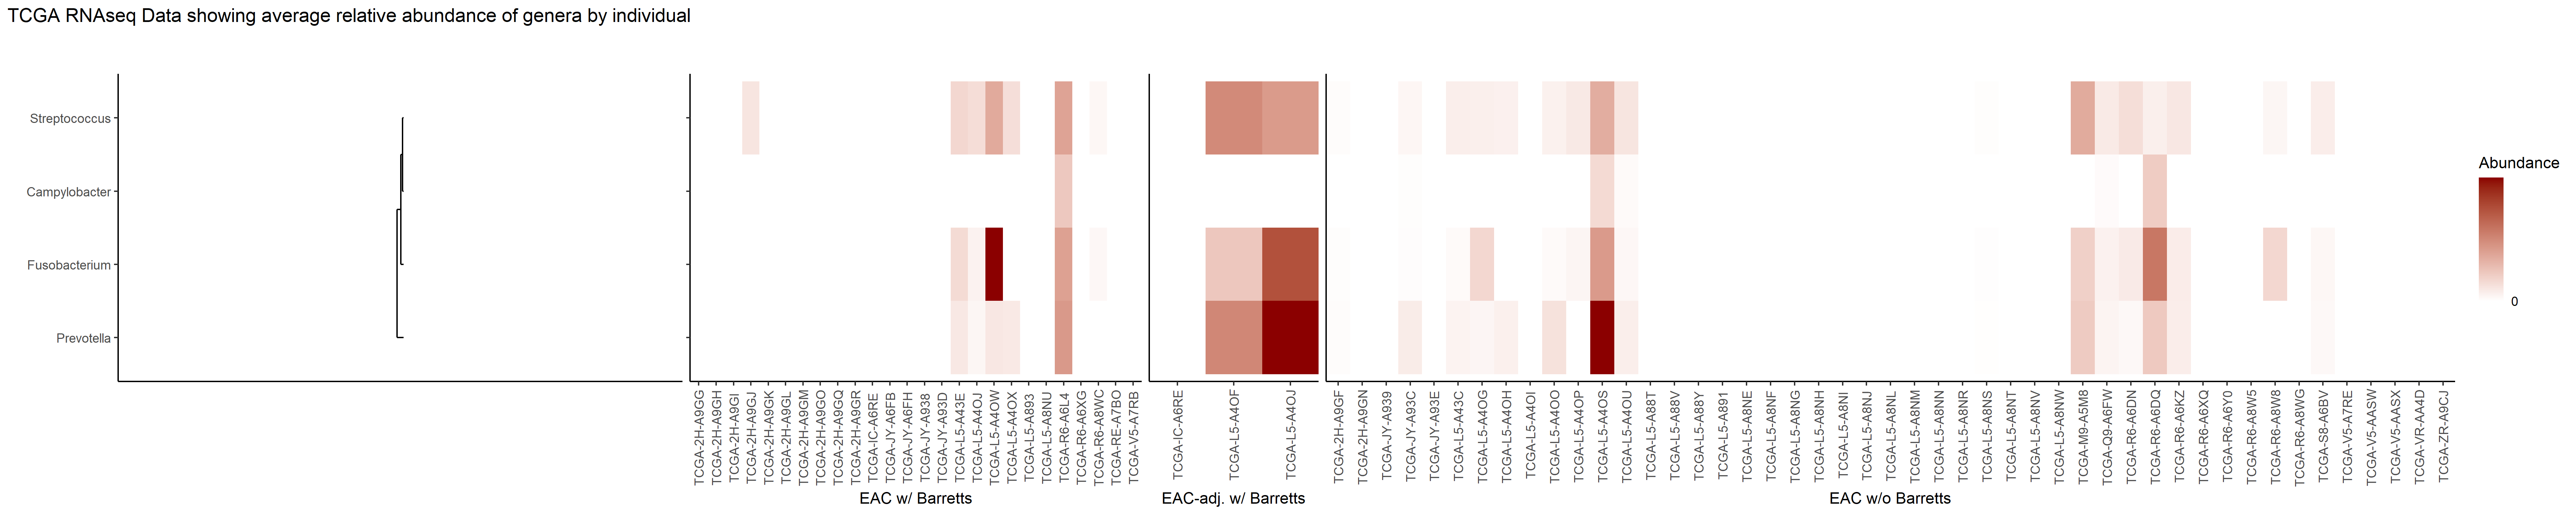 TCGA RNAseq Data showing average relative abundance of genera by individual
Streptococcus
Campylobacter
Fusobacterium
Prevotella
TCGA-2H-A9GG
TCGA-2H-A9GH
TCGA-2H-A9GI
TCGA-2H-A9GJ
TCGA-2H-A9GK
TCGA-2H-A9GL
TCGA-2H-A9GM
TCGA-2H-A9GO
TCGA-2H-A9GQ
TCGA-2H-A9GR
TCGA-IC-A6RE
TCGA-JY-A6FB
TCGA-JY-A6FH
TCGA-JY-A938
TCGA-JY-A93D
TCGA-L5-A43E
TCGA-L5-A4OJ
TCGA-L5-A4OW
TCGA-L5-A4OX
TCGA-L5-A893
TCGA-L5-A8NU
TCGA-R6-A6L4
TCGA-R6-A6XG
TCGA-R6-A8WC
TCGA-RE-A7BO
TCGA-V5-A7RB
EAC w/ Barretts
TCGA-IC-A6RE
TCGA-L5-A4OF
TCGA-L5-A4OJ
EAC-adj. w/ Barretts
TCGA-2H-A9GF
TCGA-2H-A9GN
TCGA-JY-A939
TCGA-JY-A93C
TCGA-JY-A93E
TCGA-L5-A43C
TCGA-L5-A4OG
TCGA-L5-A4OH
TCGA-L5-A4OI
TCGA-L5-A4OO
TCGA-L5-A4OP
TCGA-L5-A4OS
TCGA-L5-A4OU
TCGA-L5-A88T
TCGA-L5-A88V
TCGA-L5-A88Y
TCGA-L5-A891
TCGA-L5-A8NE
TCGA-L5-A8NF
TCGA-L5-A8NG
TCGA-L5-A8NH
TCGA-L5-A8NI
TCGA-L5-A8NJ
TCGA-L5-A8NL
TCGA-L5-A8NM
TCGA-L5-A8NN
TCGA-L5-A8NR
TCGA-L5-A8NS
TCGA-L5-A8NT
TCGA-L5-A8NV
TCGA-L5-A8NW
TCGA-M9-A5M8
TCGA-Q9-A6FW
TCGA-R6-A6DN
TCGA-R6-A6DQ
TCGA-R6-A6KZ
TCGA-R6-A6XQ
TCGA-R6-A6Y0
TCGA-R6-A8W5
TCGA-R6-A8W8
TCGA-R6-A8WG
TCGA-S8-A6BV
TCGA-V5-A7RE
TCGA-V5-AASW
TCGA-V5-AASX
TCGA-VR-AA4D
TCGA-ZR-A9CJ
EAC w/o Barretts
Abundance
0